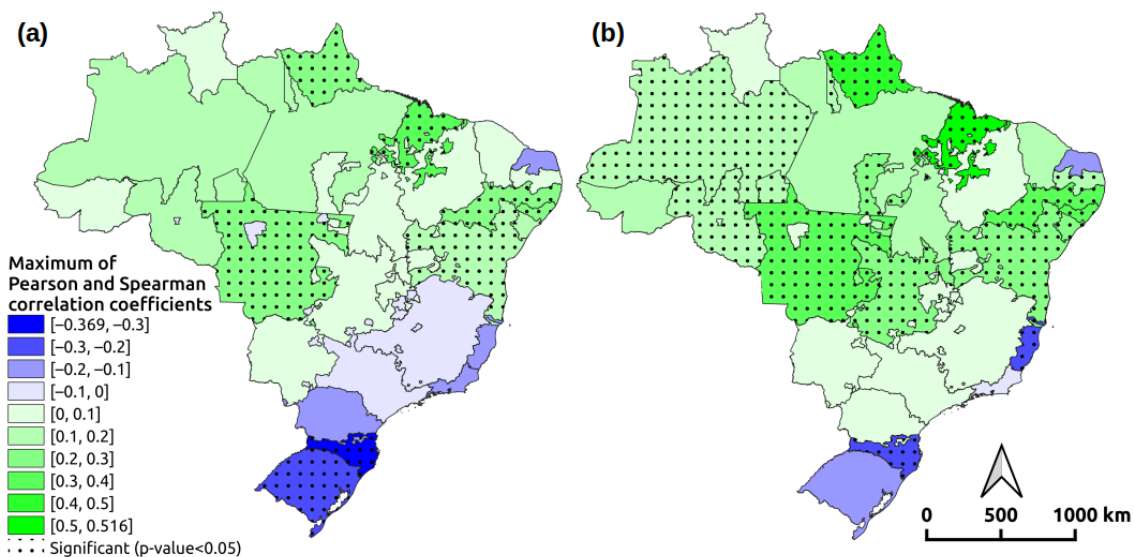 (a)
(b)
Maximum of
Pearson and Spearman
correlation coefficients
[−0.369, −0.3]
[−0.3, −0.2]
[−0.2, −0.1]
[−0.1, 0]
[0, 0.1]
[0.1, 0.2]
[0.2, 0.3]
[0.3, 0.4]
[0.4, 0.5]
[0.5, 0.516]
Significant (p-value<0.05)
0 500 1000 km